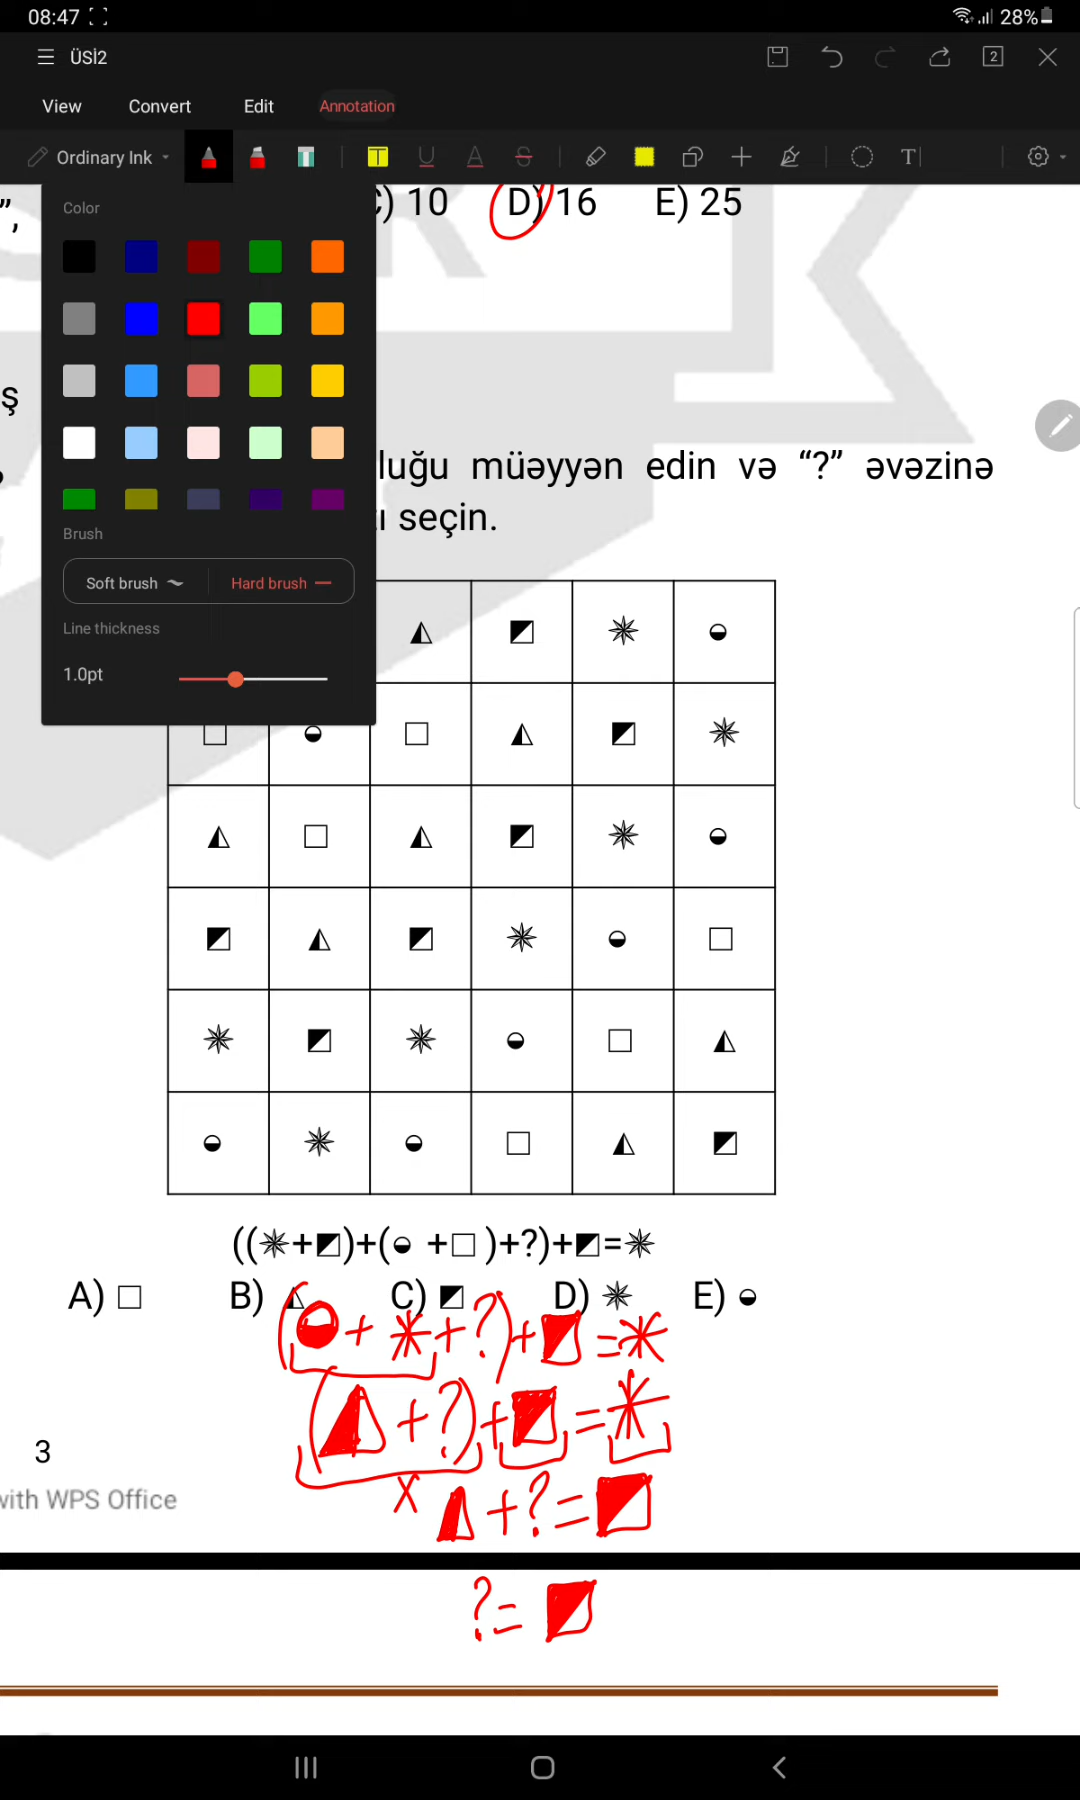 08:47
28%
ÜSİ2
2
View Convert Edit Annotation
Ordinary Ink
T U A S T
”, C) 10 D) 16 E) 25
Color
ş
luğu müəyyən edin və “?” əvəzinə
ı seçin.
Brush
Soft brush Hard brush
Line thickness
1.0pt
((✴+◩)+(◒ +□ )+?)+◩=✴
A) □ B) ◭ C) ◩ D) ✴ E) ◒
(◒ + ✴ + ?) + ◩ = ✴
(◭ + ?) + ◩ = ✴
3
x ◭ + ? = ◩
with WPS Office
? = ◩